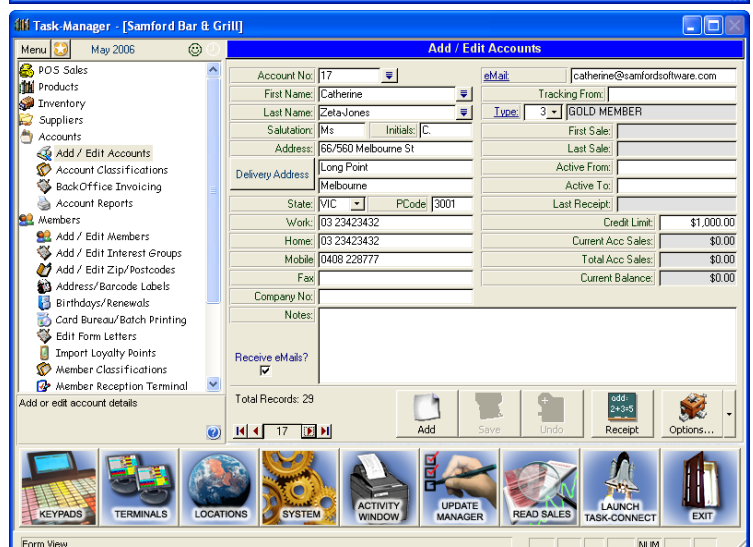 Task-Manager - [Samford Bar & Grill]
Menu May 2006
Add / Edit Accounts
POS Sales
Products
Inventory
Suppliers
Accounts
Add / Edit Accounts
Account Classifications
BackOffice Invoicing
Account Reports
Members
Add / Edit Members
Add / Edit Interest Groups
Add / Edit Zip/Postcodes
Address/Barcode Labels
Birthdays/Renewals
Card Bureau/Batch Printing
Edit Form Letters
Import Loyalty Points
Member Classifications
Member Reception Terminal
Add or edit account details
Account No: 17
First Name: Catherine
Last Name: Zeta-Jones
Salutation: Ms Initials: C.
Address: 66/560 Melbourne St
Delivery Address Long Point
Melbourne
State: VIC PCode 3001
Work: 03 23423432
Home: 03 23423432
Mobile 0408 228777
Fax
Company No:
Notes:
Receive eMails?
eMail: catherine@samfordsoftware.com
Tracking From:
Type: 3 GOLD MEMBER
First Sale:
Last Sale:
Active From:
Active To:
Last Receipt:
Credit Limit: $1,000.00
Current Acc Sales: $0.00
Total Acc Sales: $0.00
Current Balance: $0.00
Total Records: 29
17
Add
Save
Undo
odd:
2+3=5
Receipt
Options...
KEYPADS
TERMINALS
LOCATIONS
SYSTEM
ACTIVITY
WINDOW
UPDATE
MANAGER
READ SALES
LAUNCH
TASK-CONNECT
EXIT
Form View
NUM